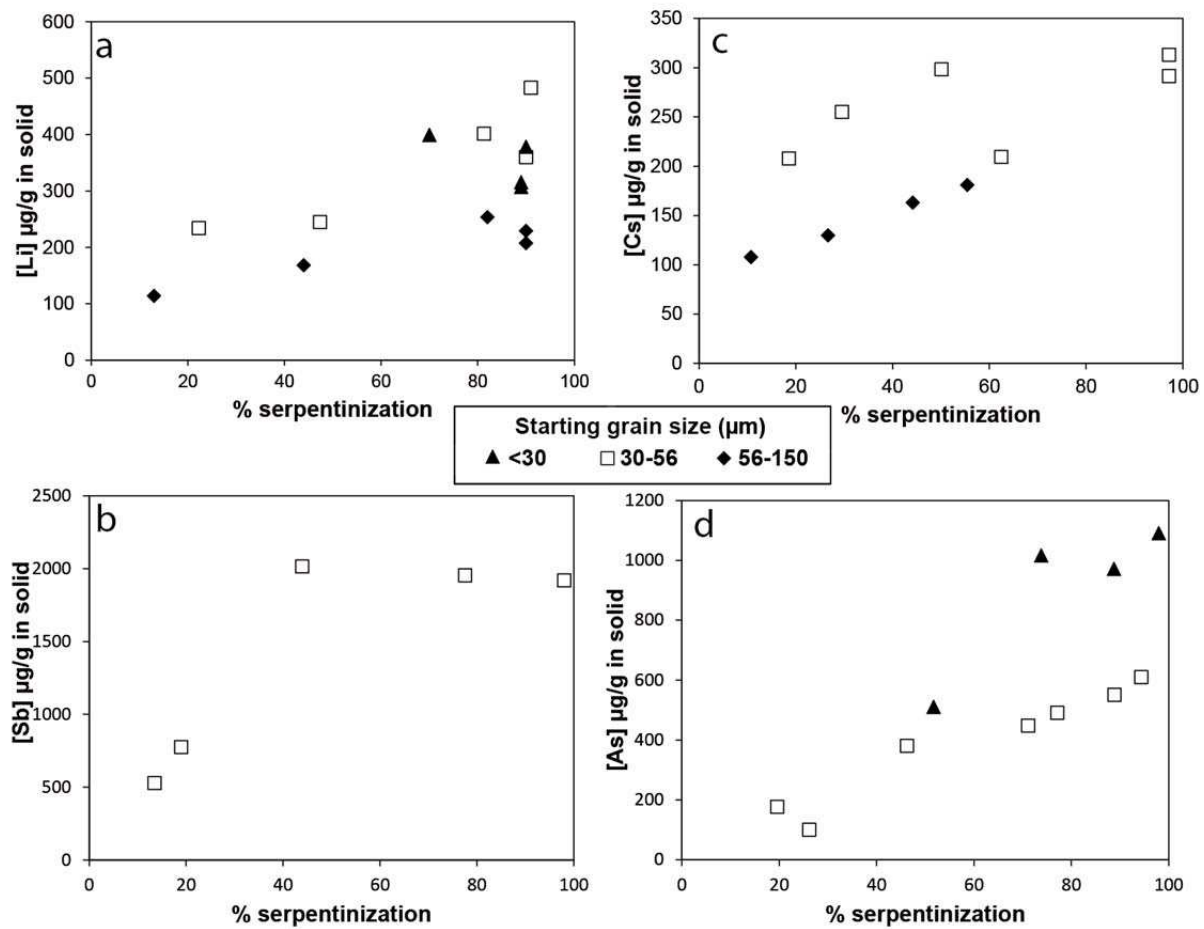 a
600
500
400
300
200
100
0
[Li] µg/g in solid
0 20 40 60 80 100
% serpentinization
c
350
300
250
200
150
100
50
0
[Cs] µg/g in solid
0 20 40 60 80 100
% serpentinization
Starting grain size (µm)
<30 30-56 56-150
b
2500
2000
1500
1000
500
0
[Sb] µg/g in solid
0 20 40 60 80 100
% serpentinization
d
1200
1000
800
600
400
200
0
[As] µg/g in solid
0 20 40 60 80 100
% serpentinization